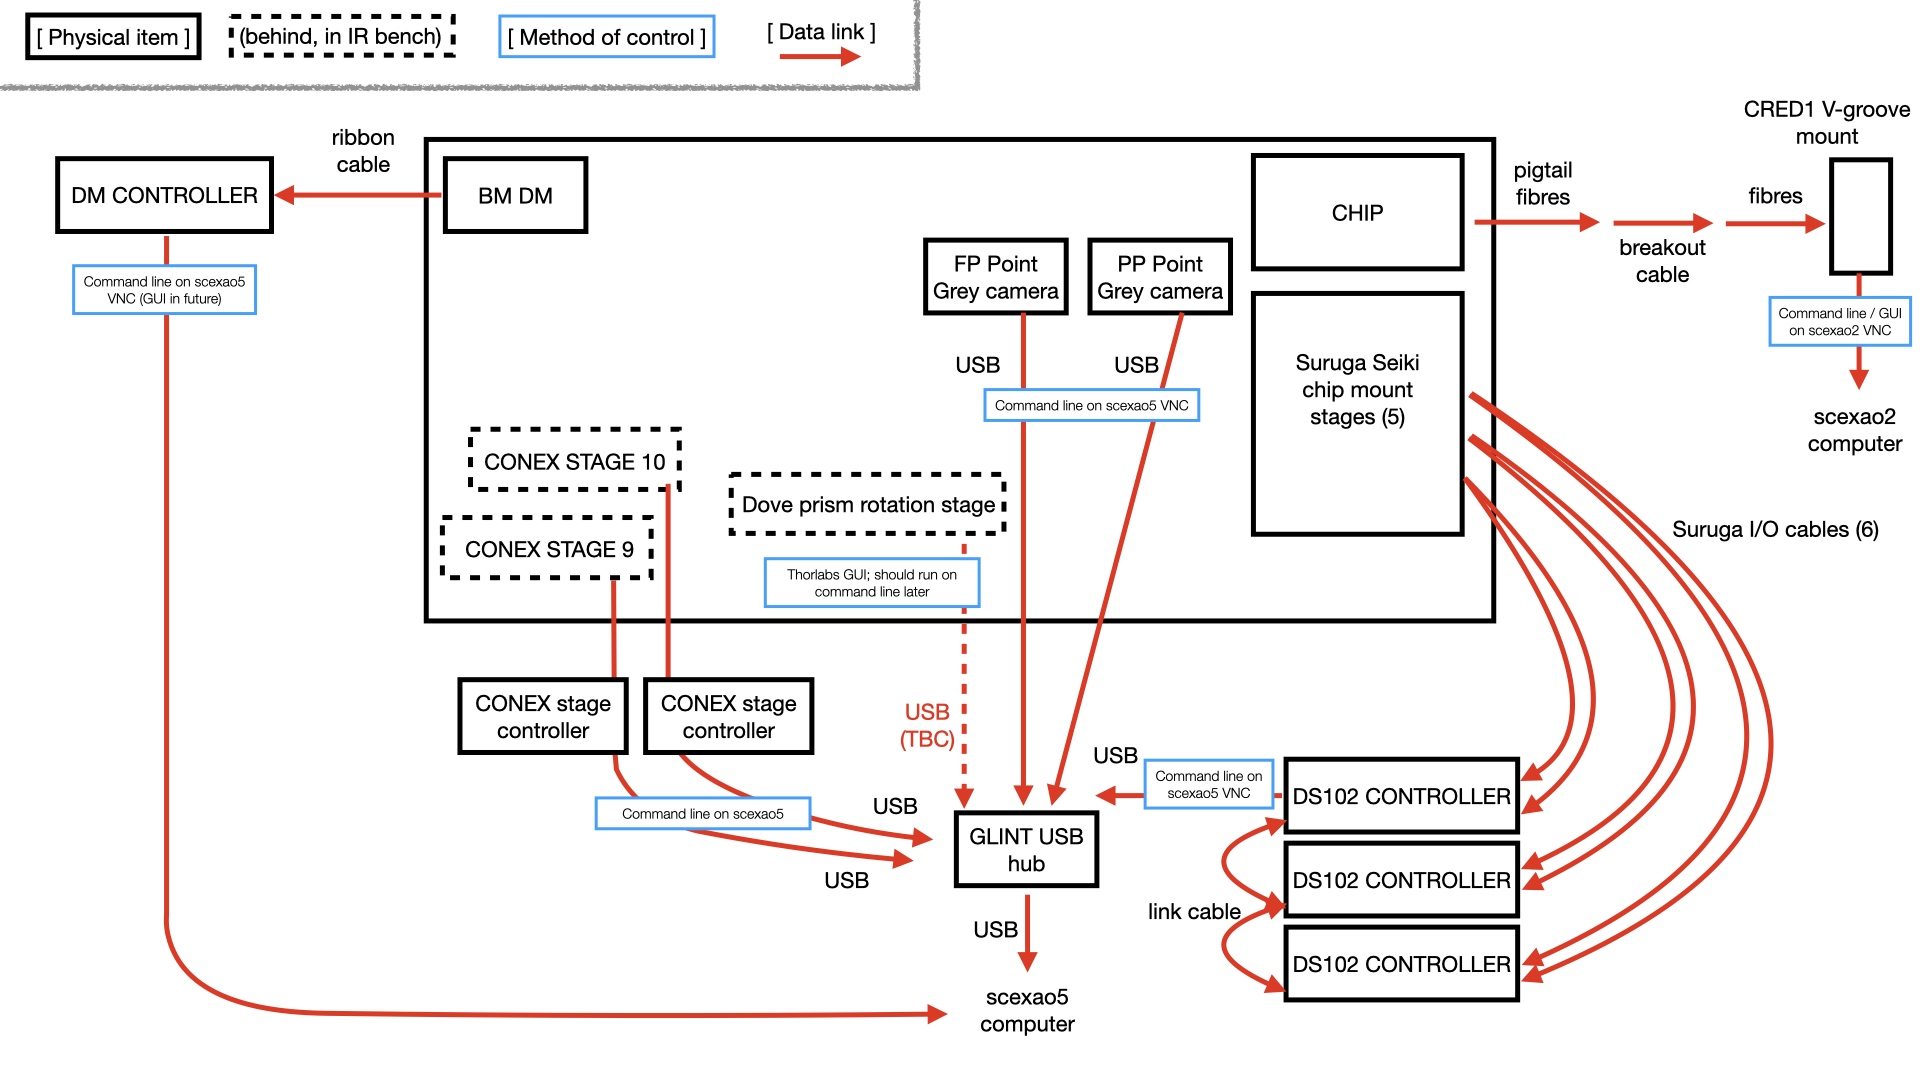 [ Physical item ]
(behind, in IR bench)
[ Method of control ]
[ Data link ]
CRED1 V-groove
mount
ribbon
cable
DM CONTROLLER
BM DM
CHIP
pigtail
fibres
fibres
breakout
cable
FP Point
Grey camera
PP Point
Grey camera
Command line on scexao5
VNC (GUI in future)
Command line / GUI
on scexao2 VNC
USB
USB
Suruga Seiki
chip mount
stages (5)
Command line on scexao5 VNC
scexao2
computer
CONEX STAGE 10
Dove prism rotation stage
Suruga I/O cables (6)
CONEX STAGE 9
Thorlabs GUI; should run on
command line later
CONEX stage
controller
CONEX stage
controller
USB
(TBC)
USB
Command line on
scexao5 VNC
DS102 CONTROLLER
Command line on scexao5
USB
USB
GLINT USB
hub
DS102 CONTROLLER
link cable
USB
DS102 CONTROLLER
scexao5
computer